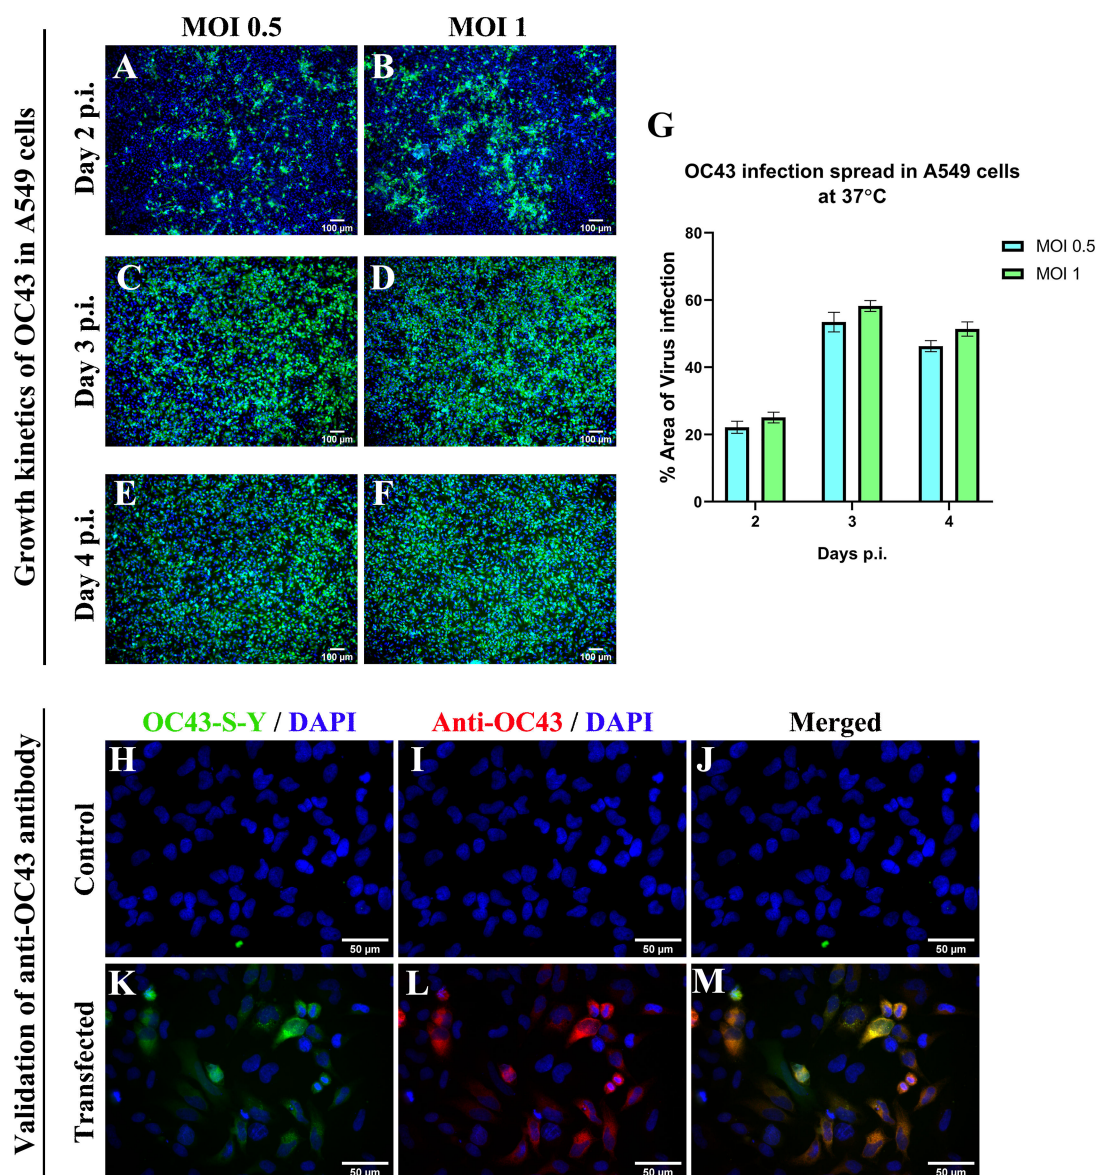 MOI 0.5
MOI 1
Growth kinetics of OC43 in A549 cells
Day 2 p.i.
A
100 µm
B
100 µm
Day 3 p.i.
C
100 µm
D
100 µm
Day 4 p.i.
E
100 µm
F
100 µm
G
OC43 infection spread in A549 cells
at 37°C
% Area of Virus infection
80
60
40
20
0
2
3
4
Days p.i.
MOI 0.5
MOI 1
Validation of anti-OC43 antibody
OC43-S-Y / DAPI
Anti-OC43 / DAPI
Merged
Control
H
50 µm
I
50 µm
J
50 µm
Transfected
K
50 µm
L
50 µm
M
50 µm